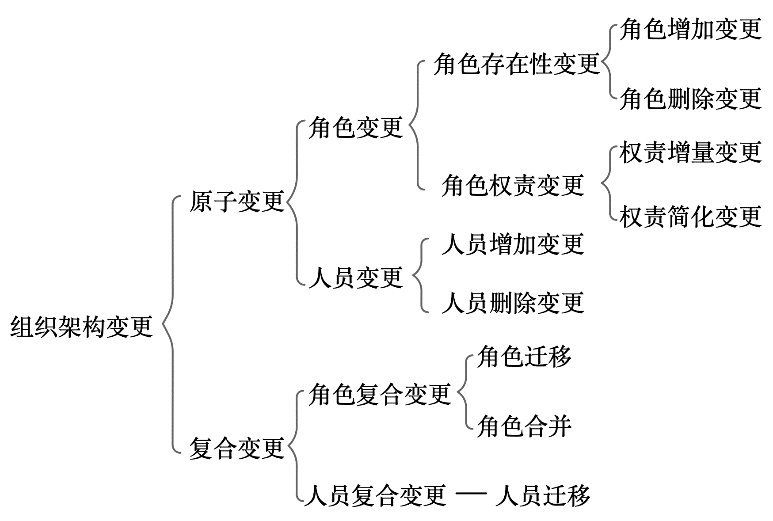 角色增加变更
角色存在性变更
角色删除变更
角色变更
权责增量变更
角色权责变更
原子变更
权责简化变更
人员增加变更
人员变更
人员删除变更
组织架构变更
角色迁移
角色复合变更
角色合并
复合变更
人员复合变更 — 人员迁移